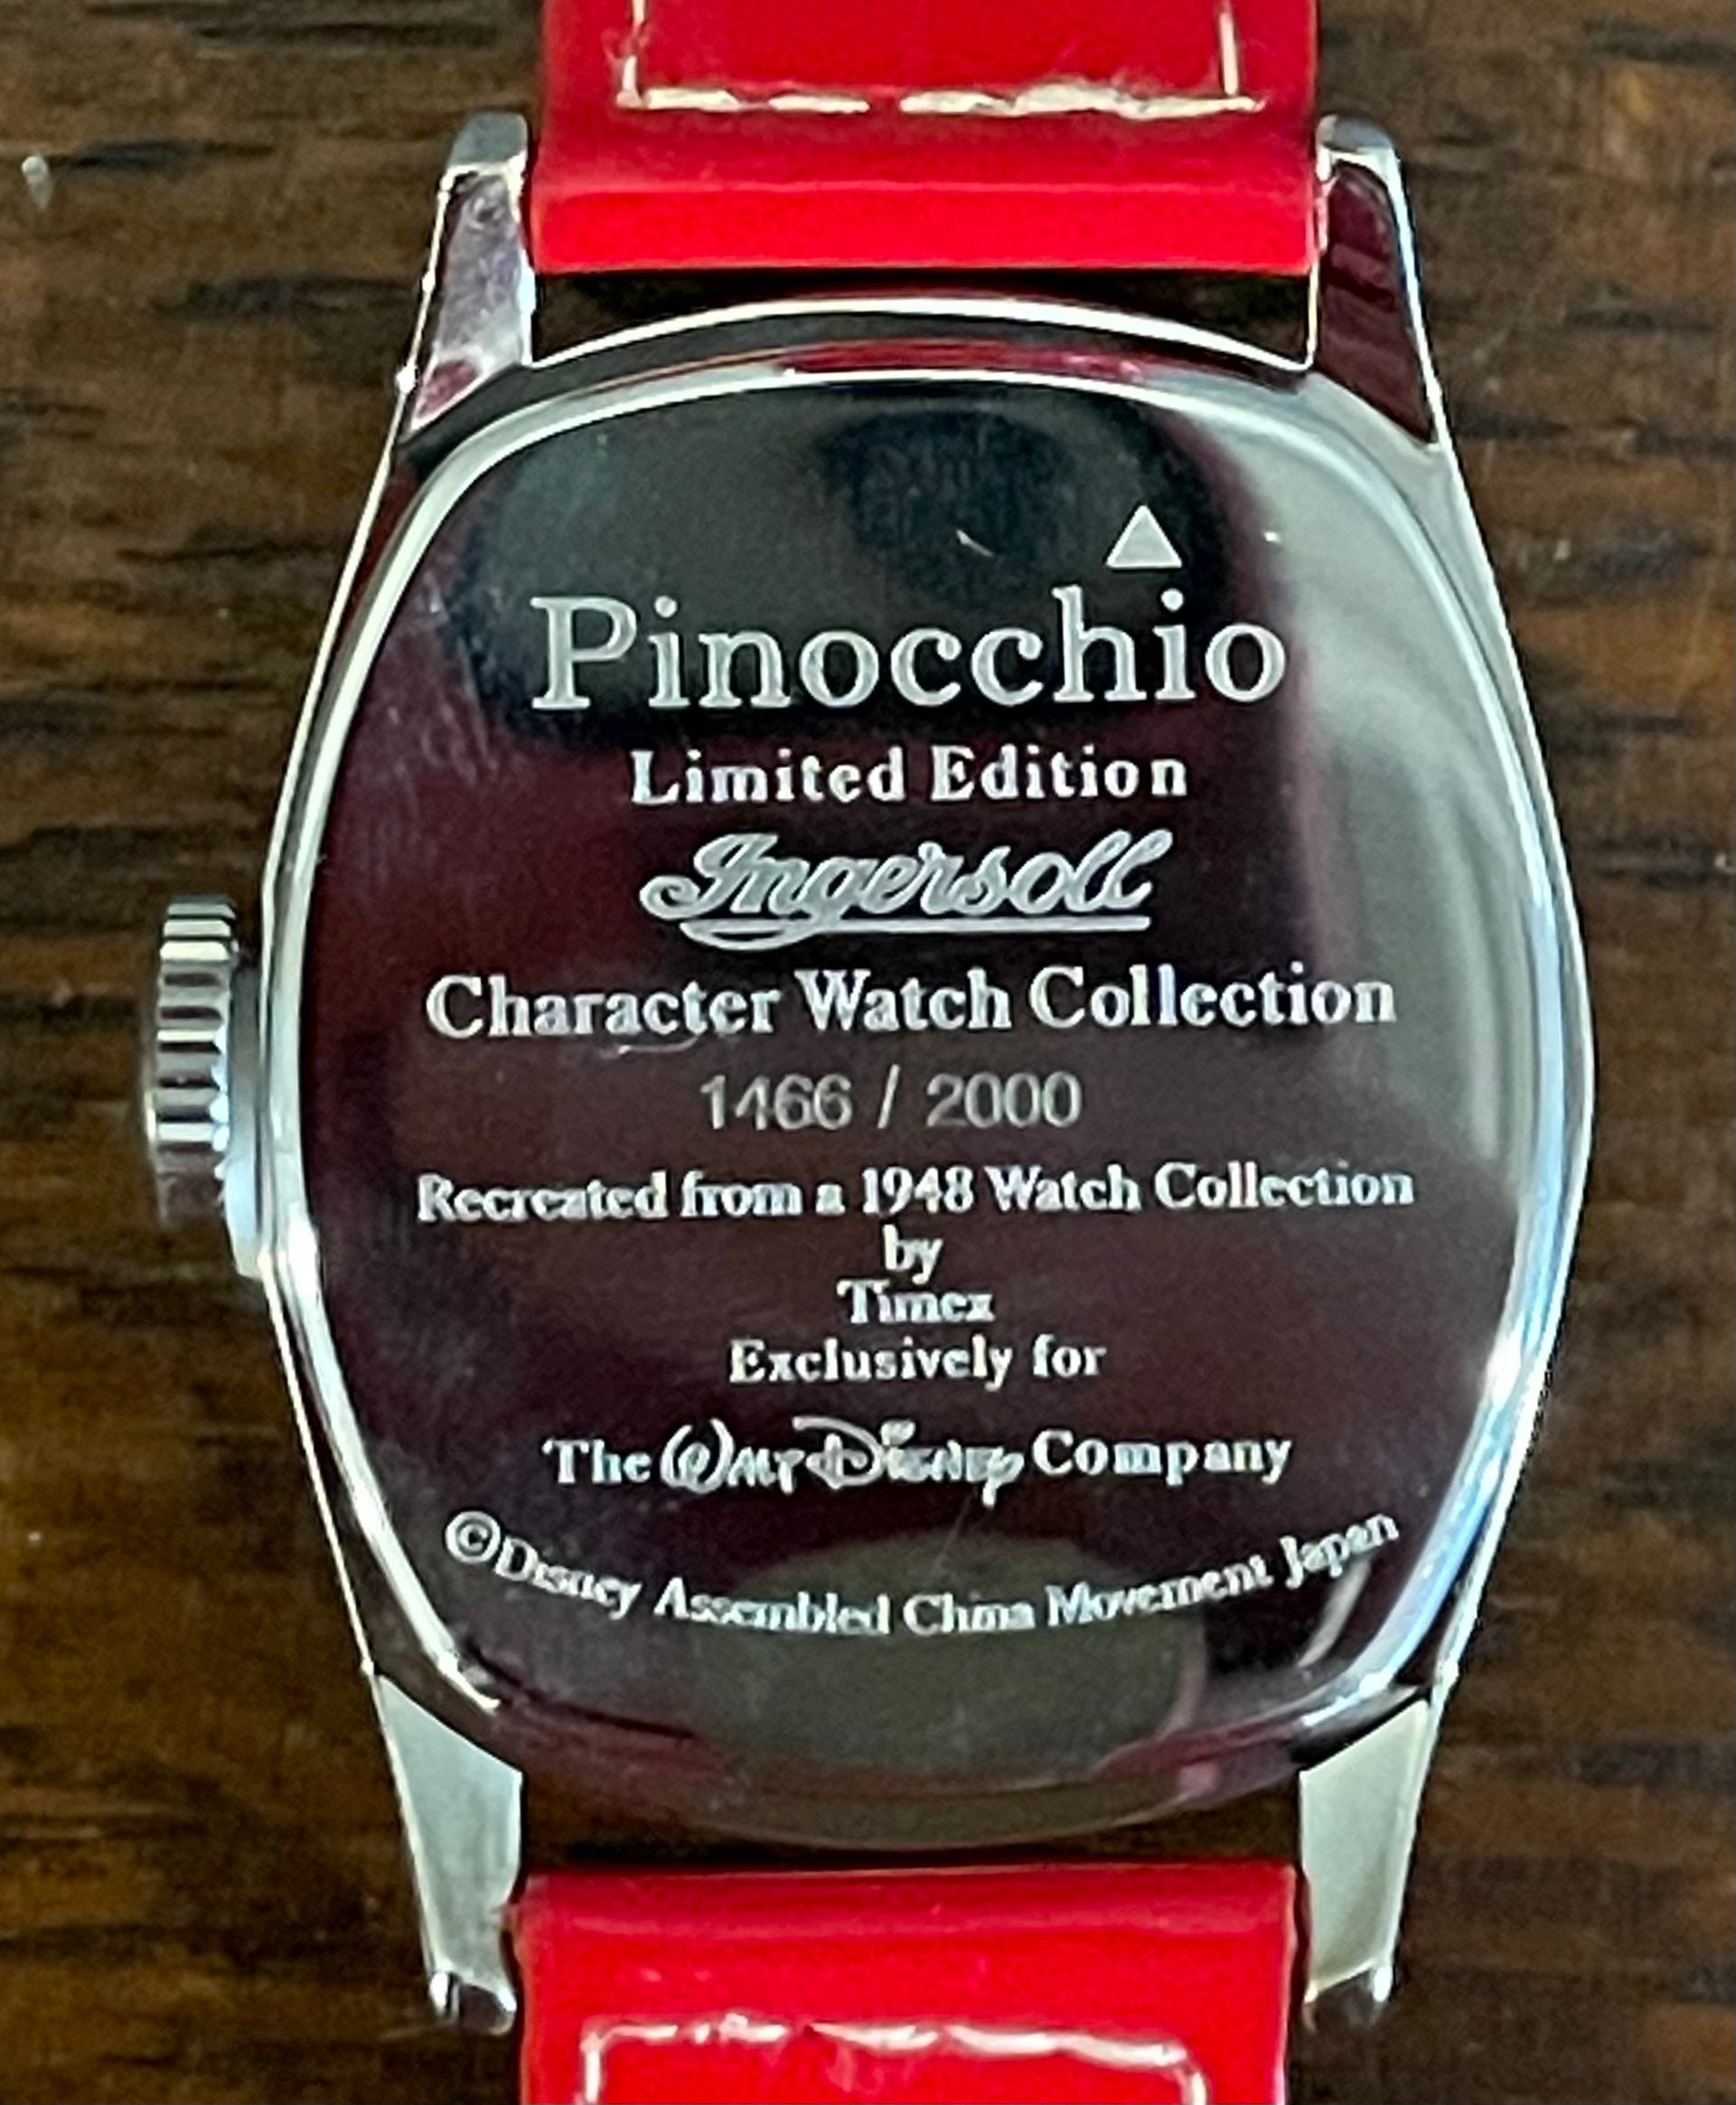 Pinocchio
Limited Edition
Ingersoll
Character Watch Collection
1466 / 2000
Recreated from a 1948 Watch Collection
by
Timex
Exclusively for
The Walt Disney Company
©Disney Assembled China Movement Japan